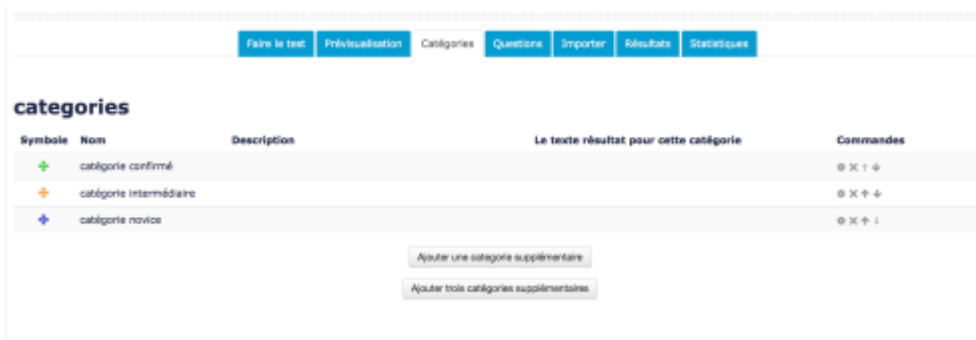 Faire le test Prévisualisation Catégories Questions Importer Résultats Statistiques
categories
Symbole Nom Description Le texte résultat pour cette catégorie Commandes
catégorie confirmé
catégorie intermédiaire
catégorie novice
Ajouter une categorie supplémentaire
Ajouter trois catégories supplémentaires